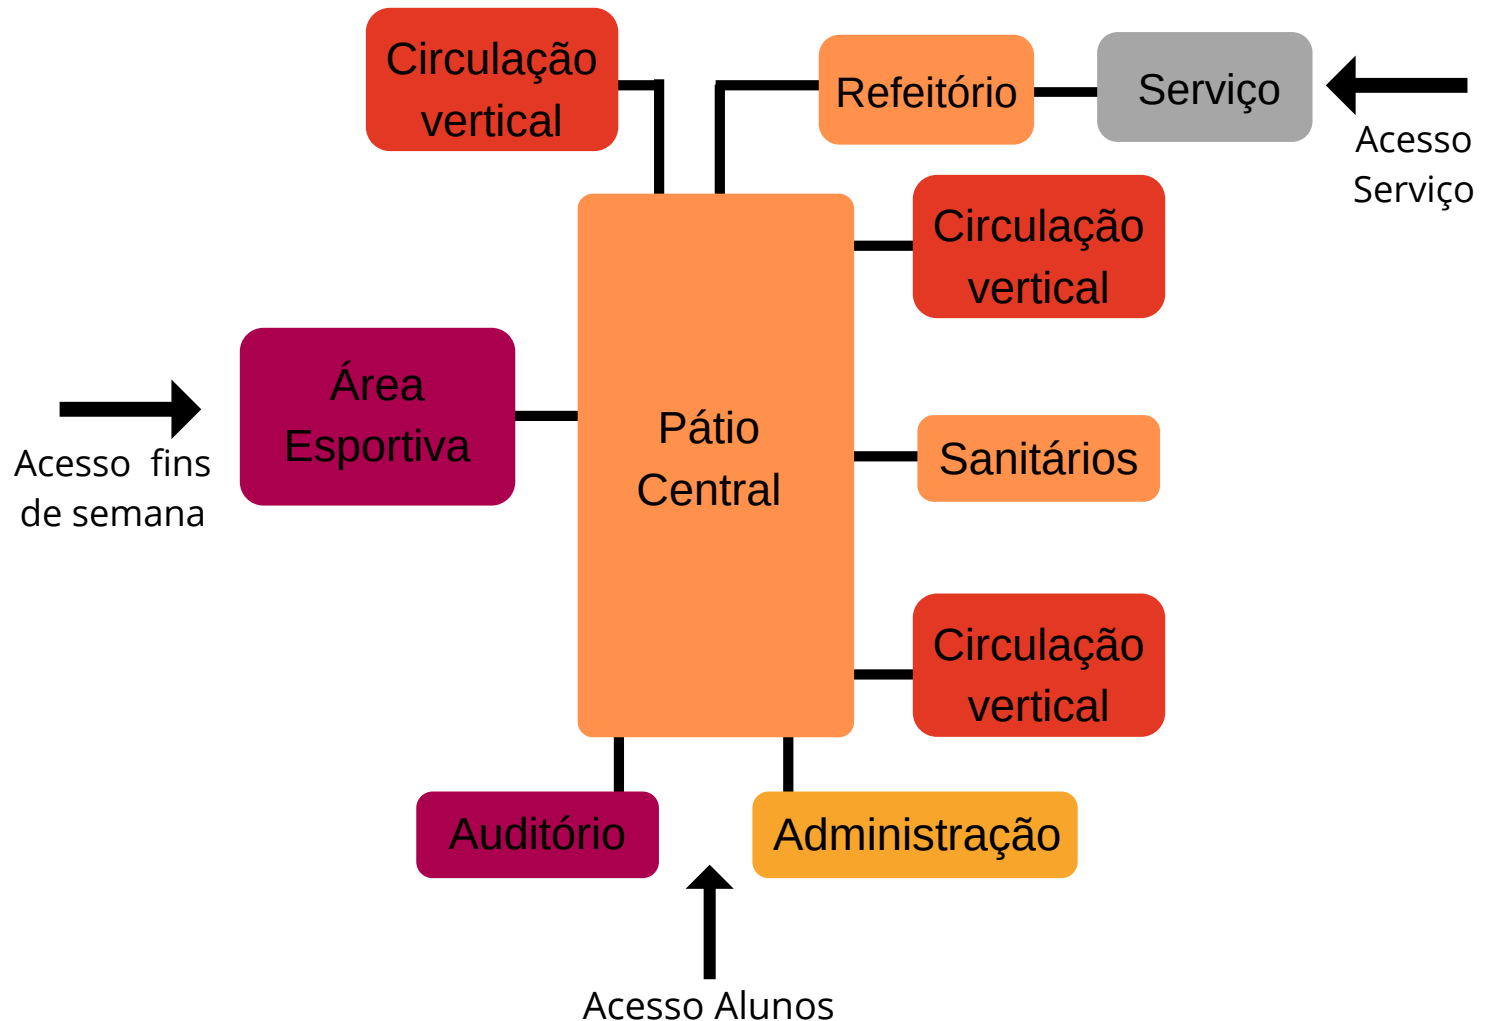 Circulação
vertical
Refeitório
Serviço
Acesso
Serviço
Circulação
vertical
Área
Esportiva
Acesso fins
de semana
Pátio
Central
Sanitários
Circulação
vertical
Auditório
Administração
Acesso Alunos